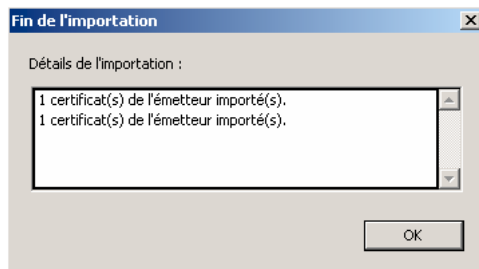 Fin de l'importation
Détails de l'importation :
1 certificat(s) de l'émetteur importé(s).
1 certificat(s) de l'émetteur importé(s).
OK